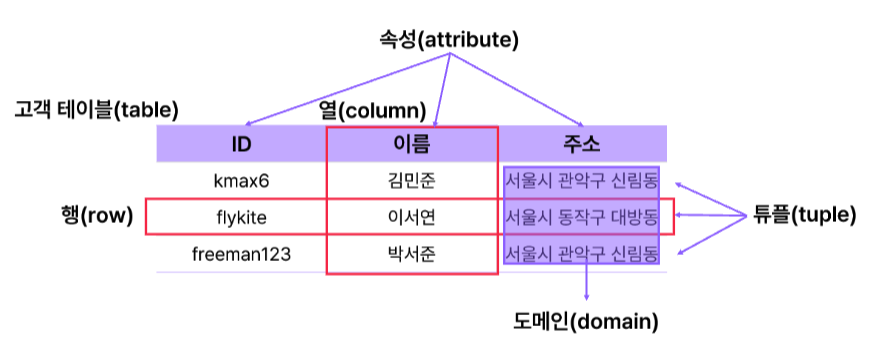 속성(attribute)
고객 테이블(table)
열(column)
ID 이름 주소
kmax6 김민준 서울시 관악구 신림동
행(row) flykite 이서연 서울시 동작구 대방동 튜플(tuple)
freeman123 박서준 서울시 관악구 신림동
도메인(domain)